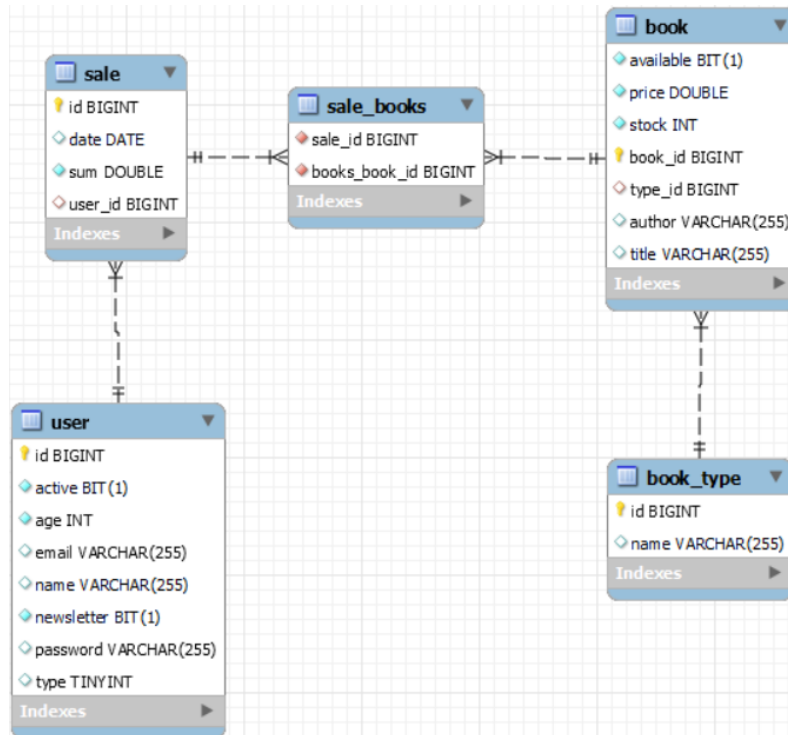 sale
id BIGINT
date DATE
sum DOUBLE
user_id BIGINT
Indexes
sale_books
sale_id BIGINT
books_book_id BIGINT
Indexes
book
available BIT(1)
price DOUBLE
stock INT
book_id BIGINT
type_id BIGINT
author VARCHAR(255)
title VARCHAR(255)
Indexes
user
id BIGINT
active BIT(1)
age INT
email VARCHAR(255)
name VARCHAR(255)
newsletter BIT(1)
password VARCHAR(255)
type TINYINT
Indexes
book_type
id BIGINT
name VARCHAR(255)
Indexes